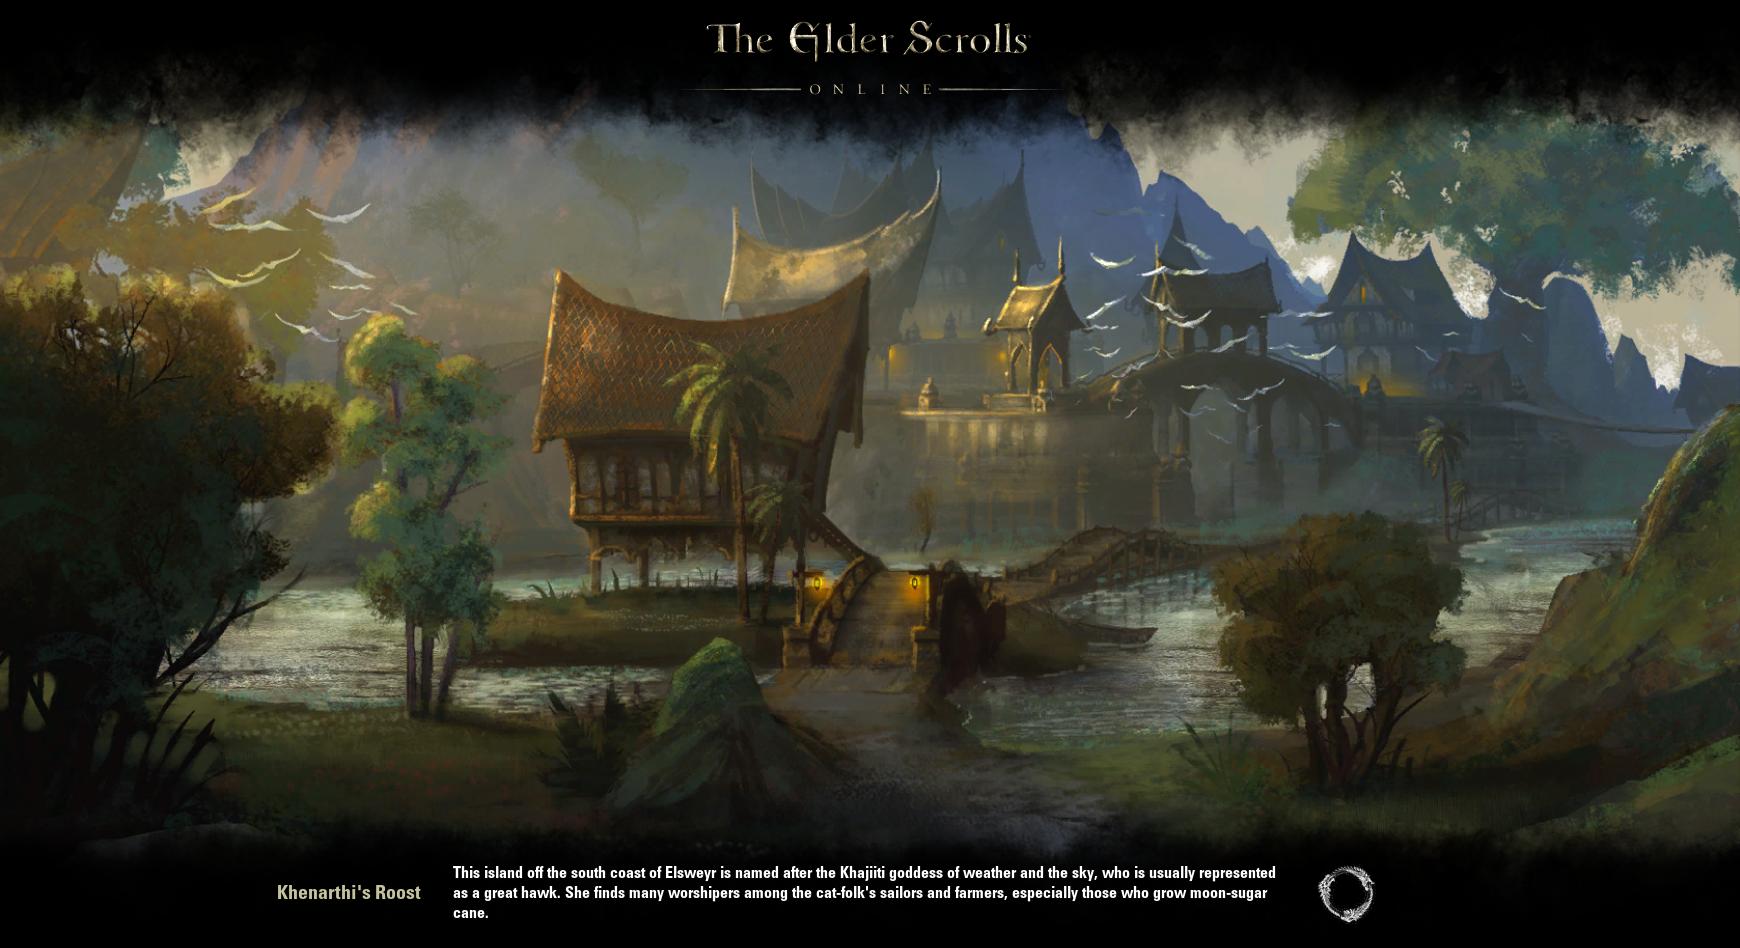 The Elder Scrolls
ONLINE
Khenarthi's Roost
This island off the south coast of Elsweyr is named after the Khajiiti goddess of weather and the sky, who is usually represented
as a great hawk. She finds many worshipers among the cat-folk's sailors and farmers, especially those who grow moon-sugar
cane.